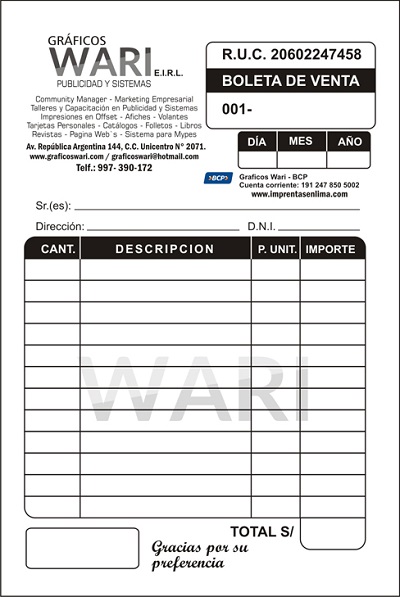 GRÁFICOS
WARI E.I.R.L.
PUBLICIDAD Y SISTEMAS
Community Manager - Marketing Empresarial
Talleres y Capacitación en Publicidad y Sistemas
Impresiones en Offset - Afiches - Volantes
Tarjetas Personales - Catálogos - Folletos - Libros
Revistas - Pagina Web´s - Sistema para Mypes
Av. República Argentina 144, C.C. Unicentro N° 2071.
www.graficoswari.com / graficoswari@hotmail.com
Telf.: 997- 390-172
R.U.C. 20602247458
BOLETA DE VENTA
001-
DÍA MES AÑO
BCP
Graficos Wari - BCP
Cuenta corriente: 191 247 850 5002
www.imprentasenlima.com
Sr.(es):
Dirección: D.N.I.
CANT. DESCRIPCION P. UNIT. IMPORTE
WARI
TOTAL S/
Gracias por su
preferencia